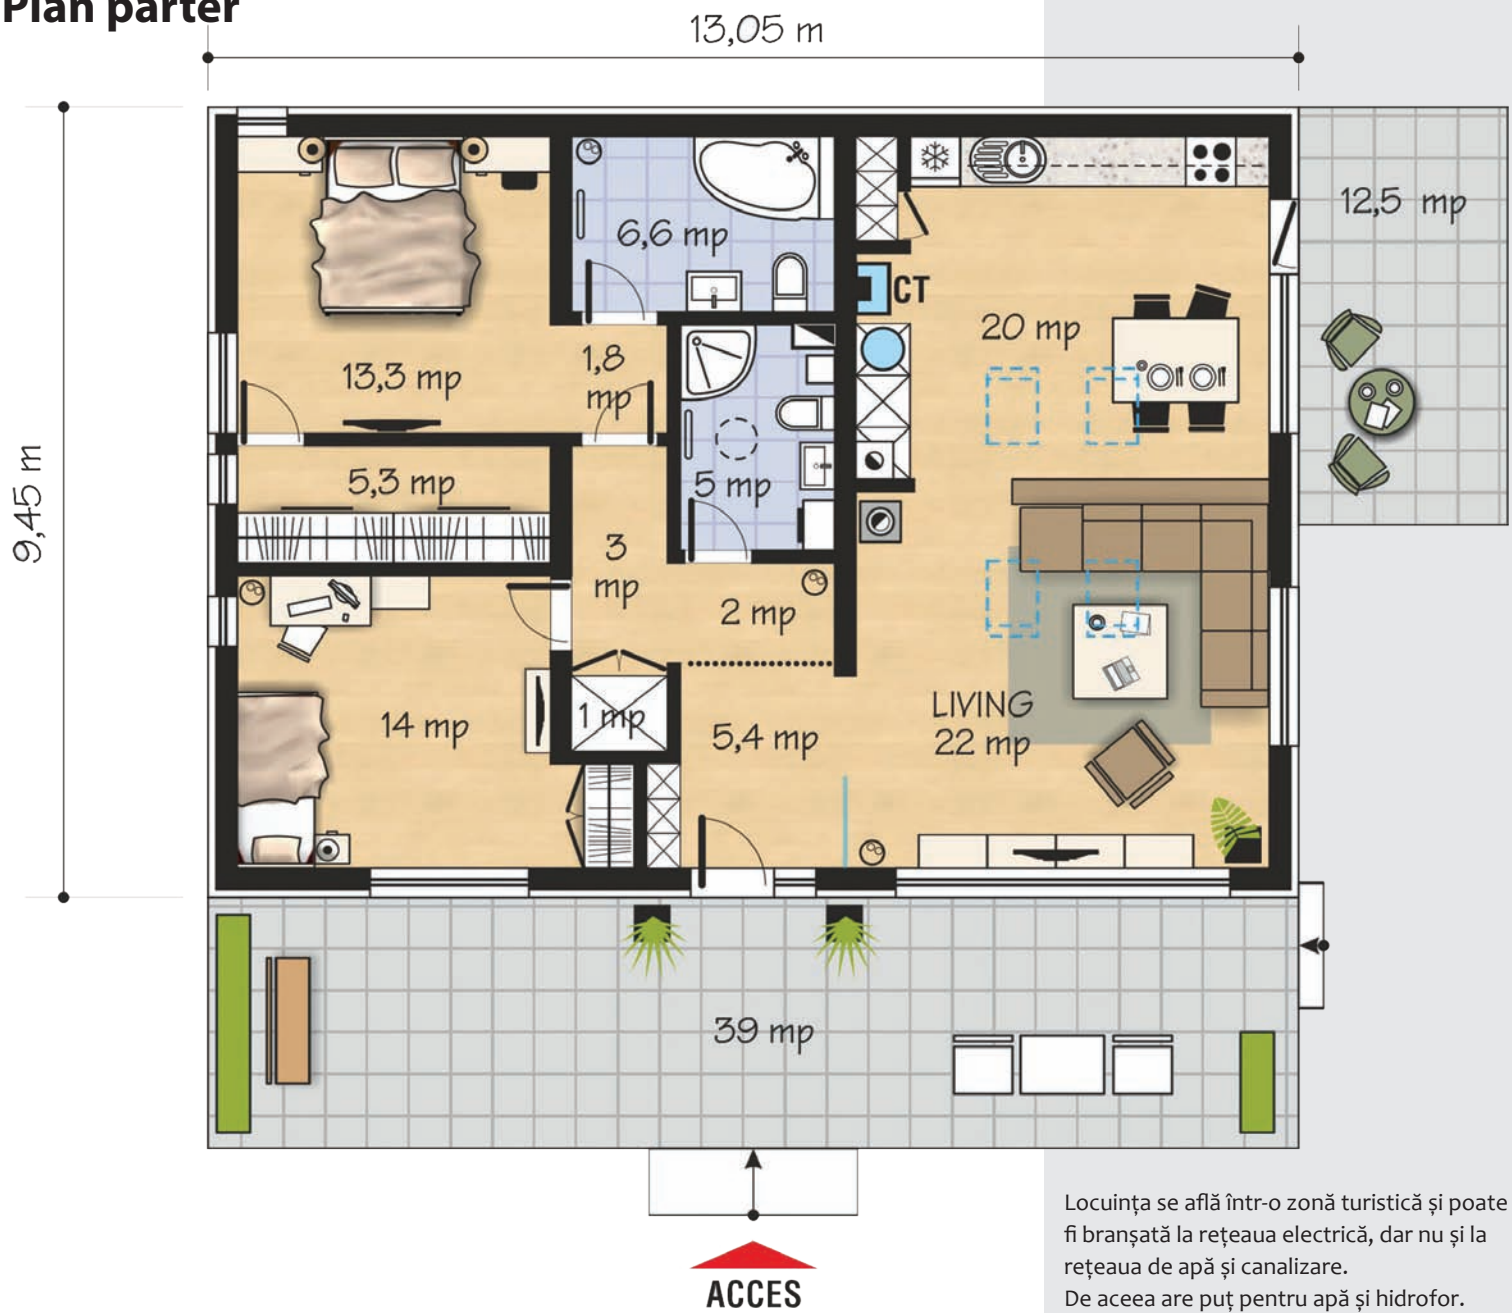 Plan parter
13,05 m
12,5 mp
6,6 mp
CT
20 mp
1,8
mp
13,3 mp
9,45 m
5,3 mp
5 mp
3
mp
2 mp
LIVING
22 mp
14 mp
1 mp
5,4 mp
39 mp
ACCES
Locuința se află într-o zonă turistică și poate
fi branșată la rețeaua electrică, dar nu și la
rețeaua de apă și canalizare.
De aceea are puț pentru apă și hidrofor.